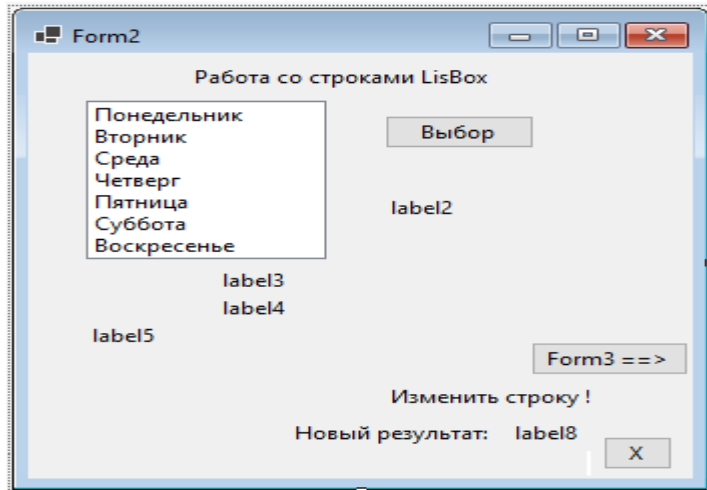 Form2
Работа со строками LisBox
Понедельник
Вторник
Среда
Четверг
Пятница
Суббота
Воскресенье
Выбор
label2
label3
label4
label5
Form3 ==>
Изменить строку !
Новый результат: label8
X